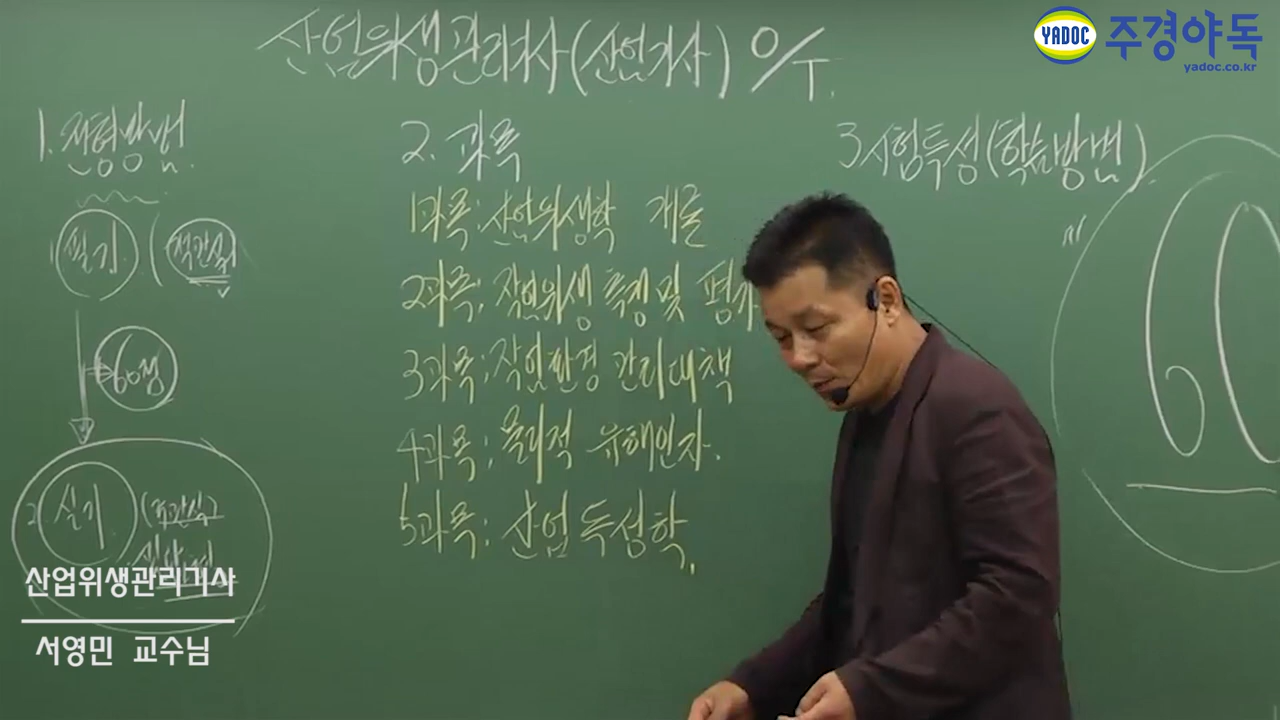 산업위생관리기사(산업기사) O/T.
YADOC 주경야독
yadoc.co.kr
1. 전형방법.
1) 필기. (객관식)
60점
2) 실기. (주관식
2. 과목
1과목; 산업위생학 개론
2과목; 작업위생 측정 및 평가
3과목; 작업환경 관리대책
4과목; 물리적 유해인자.
5과목: 산업독성학.
3 시험특성(학습방법).
60
산업위생관리기사
서영민 교수님